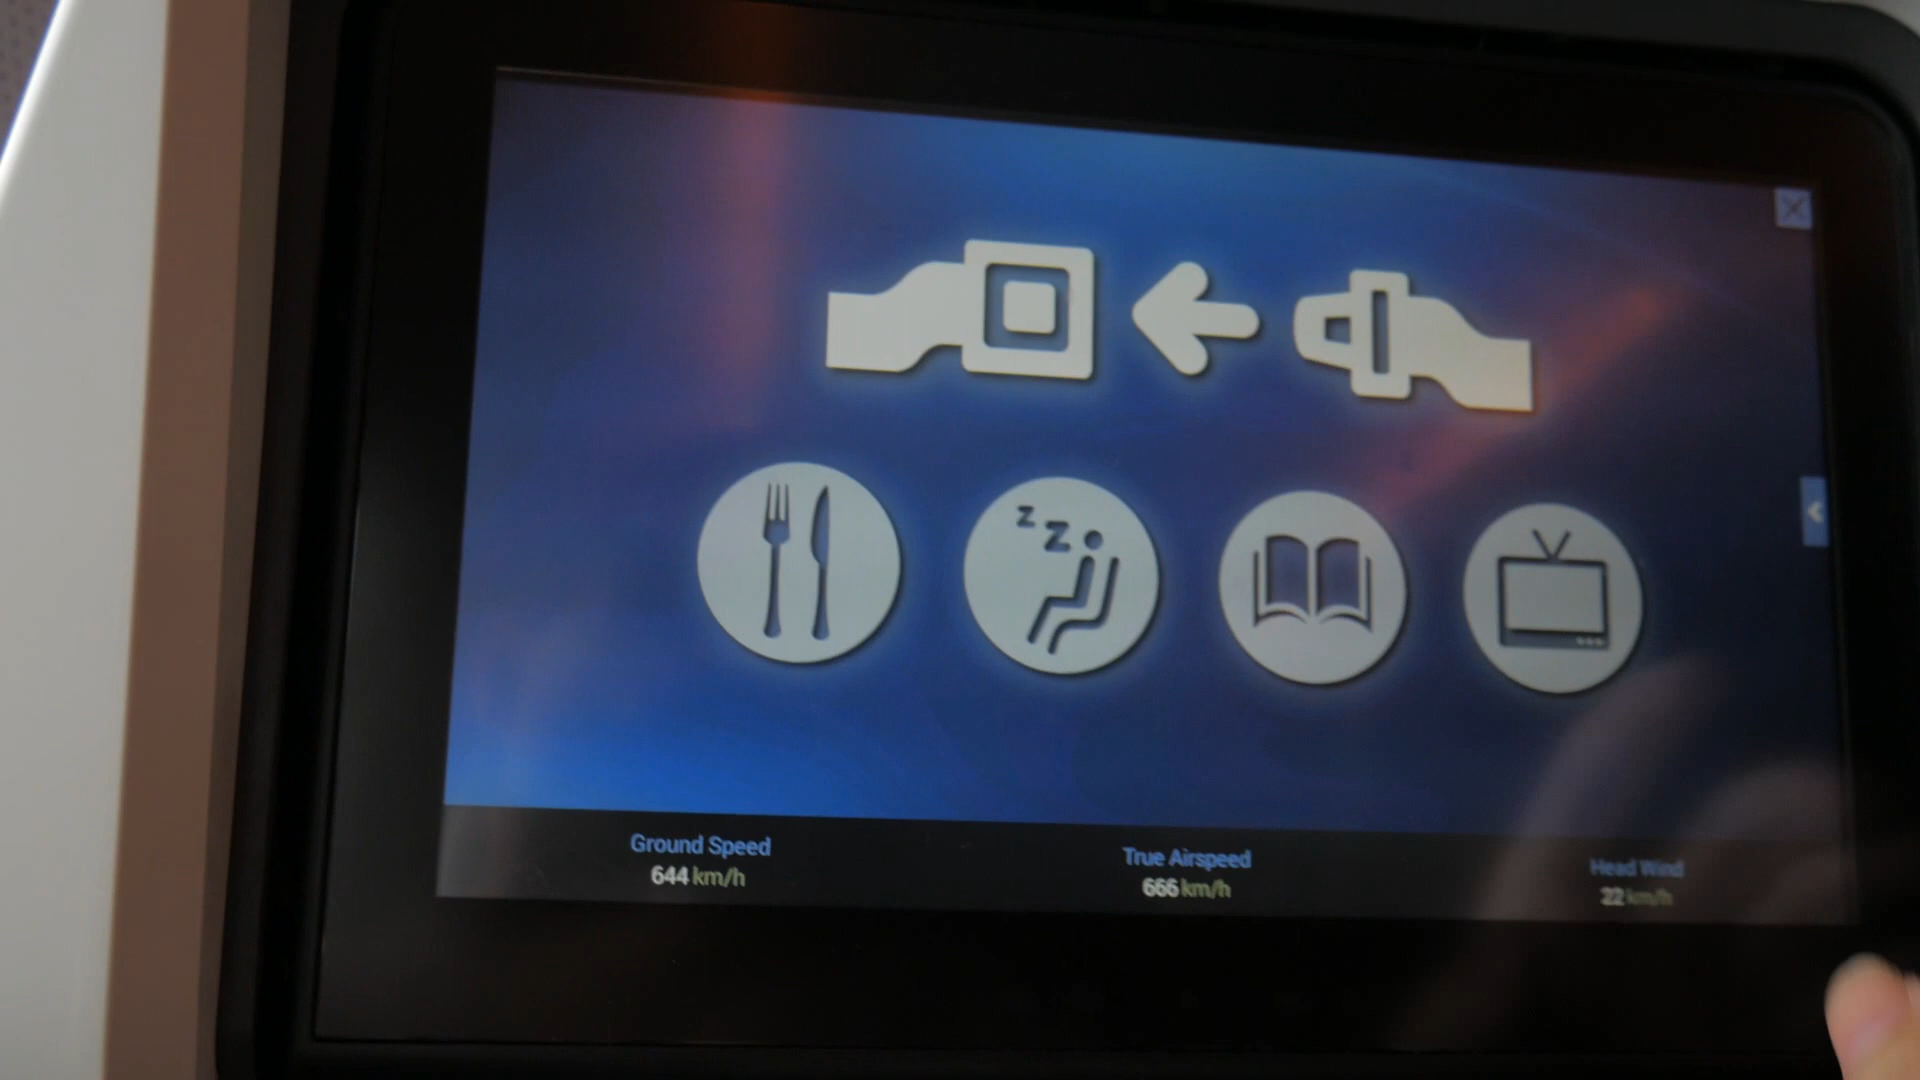 z z
Ground Speed
644 km/h
True Airspeed
666 km/h
Head Wind
22 km/h